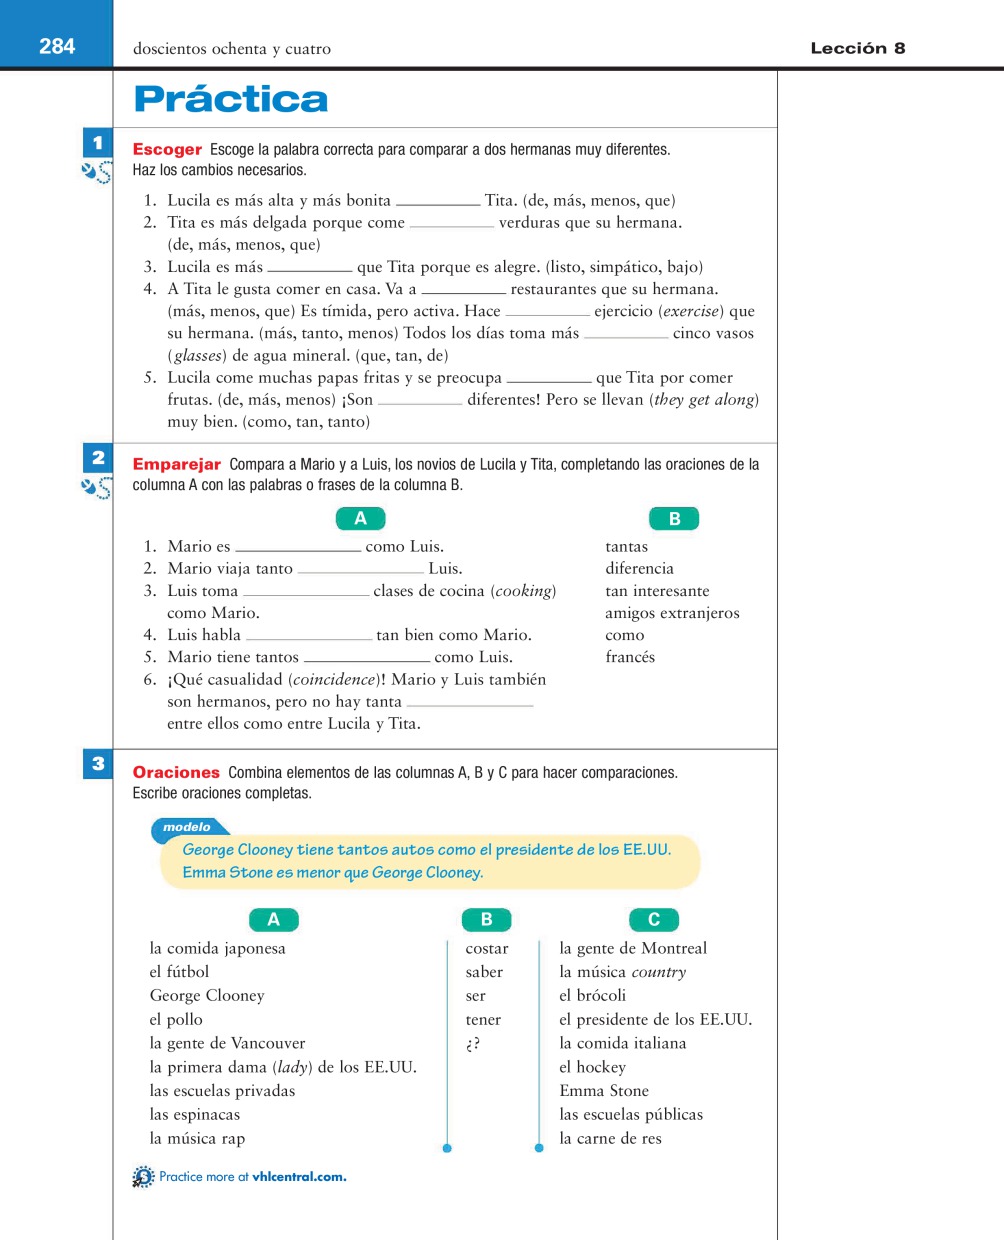 284
doscientos ochenta y cuatro
Lección 8
Práctica
1
Escoger Escoge la palabra correcta para comparar a dos hermanas muy diferentes.
Haz los cambios necesarios.
1. Lucila es más alta y más bonita __________ Tita. (de, más, menos, que)
2. Tita es más delgada porque come __________ verduras que su hermana.
(de, más, menos, que)
3. Lucila es más __________ que Tita porque es alegre. (listo, simpático, bajo)
4. A Tita le gusta comer en casa. Va a __________ restaurantes que su hermana.
(más, menos, que) Es tímida, pero activa. Hace __________ ejercicio (exercise) que
su hermana. (más, tanto, menos) Todos los días toma más __________ cinco vasos
(glasses) de agua mineral. (que, tan, de)
5. Lucila come muchas papas fritas y se preocupa __________ que Tita por comer
frutas. (de, más, menos) ¡Son __________ diferentes! Pero se llevan (they get along)
muy bien. (como, tan, tanto)
2
Emparejar Compara a Mario y a Luis, los novios de Lucila y Tita, completando las oraciones de la
columna A con las palabras o frases de la columna B.
A
1. Mario es _______________ como Luis.
2. Mario viaja tanto _______________ Luis.
3. Luis toma _______________ clases de cocina (cooking)
como Mario.
4. Luis habla _______________ tan bien como Mario.
5. Mario tiene tantos _______________ como Luis.
6. ¡Qué casualidad (coincidence)! Mario y Luis también
son hermanos, pero no hay tanta _______________
entre ellos como entre Lucila y Tita.
B
tantas
diferencia
tan interesante
amigos extranjeros
como
francés
3
Oraciones Combina elementos de las columnas A, B y C para hacer comparaciones.
Escribe oraciones completas.
modelo
George Clooney tiene tantos autos como el presidente de los EE.UU.
Emma Stone es menor que George Clooney.
A
la comida japonesa
el fútbol
George Clooney
el pollo
la gente de Vancouver
la primera dama (lady) de los EE.UU.
las escuelas privadas
las espinacas
la música rap
B
costar
saber
ser
tener
¿?
C
la gente de Montreal
la música country
el brócoli
el presidente de los EE.UU.
la comida italiana
el hockey
Emma Stone
las escuelas públicas
la carne de res
Practice more at vhlcentral.com.